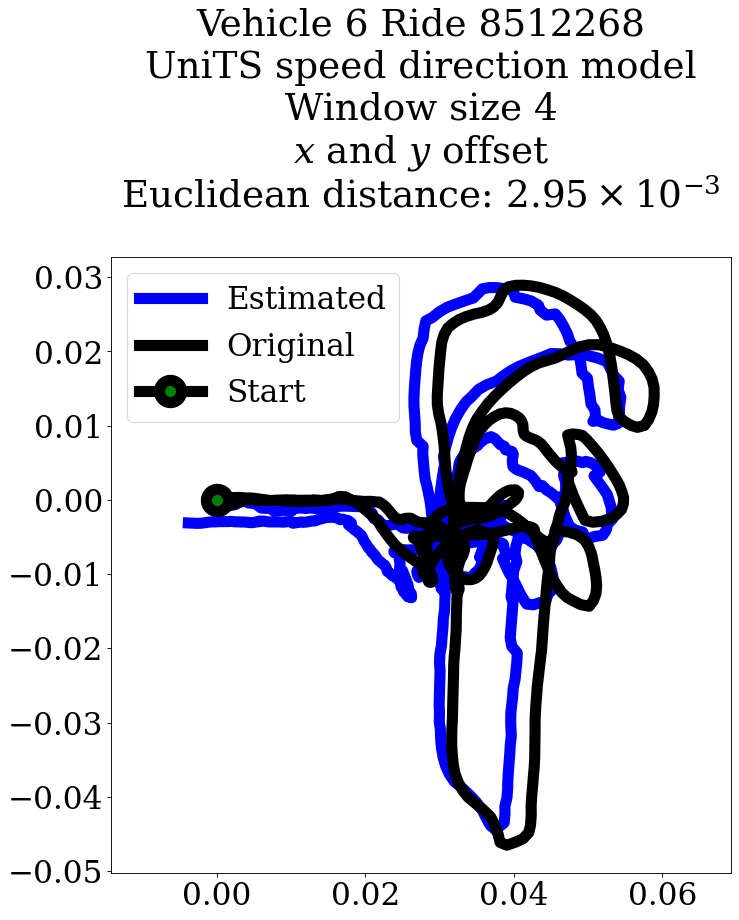 Vehicle 6 Ride 8512268
UniTS speed direction model
Window size 4
x and y offset
Euclidean distance: 2.95 × 10⁻³
Estimated
Original
Start
0.03
0.02
0.01
0.00
−0.01
−0.02
−0.03
−0.04
−0.05
0.00 0.02 0.04 0.06